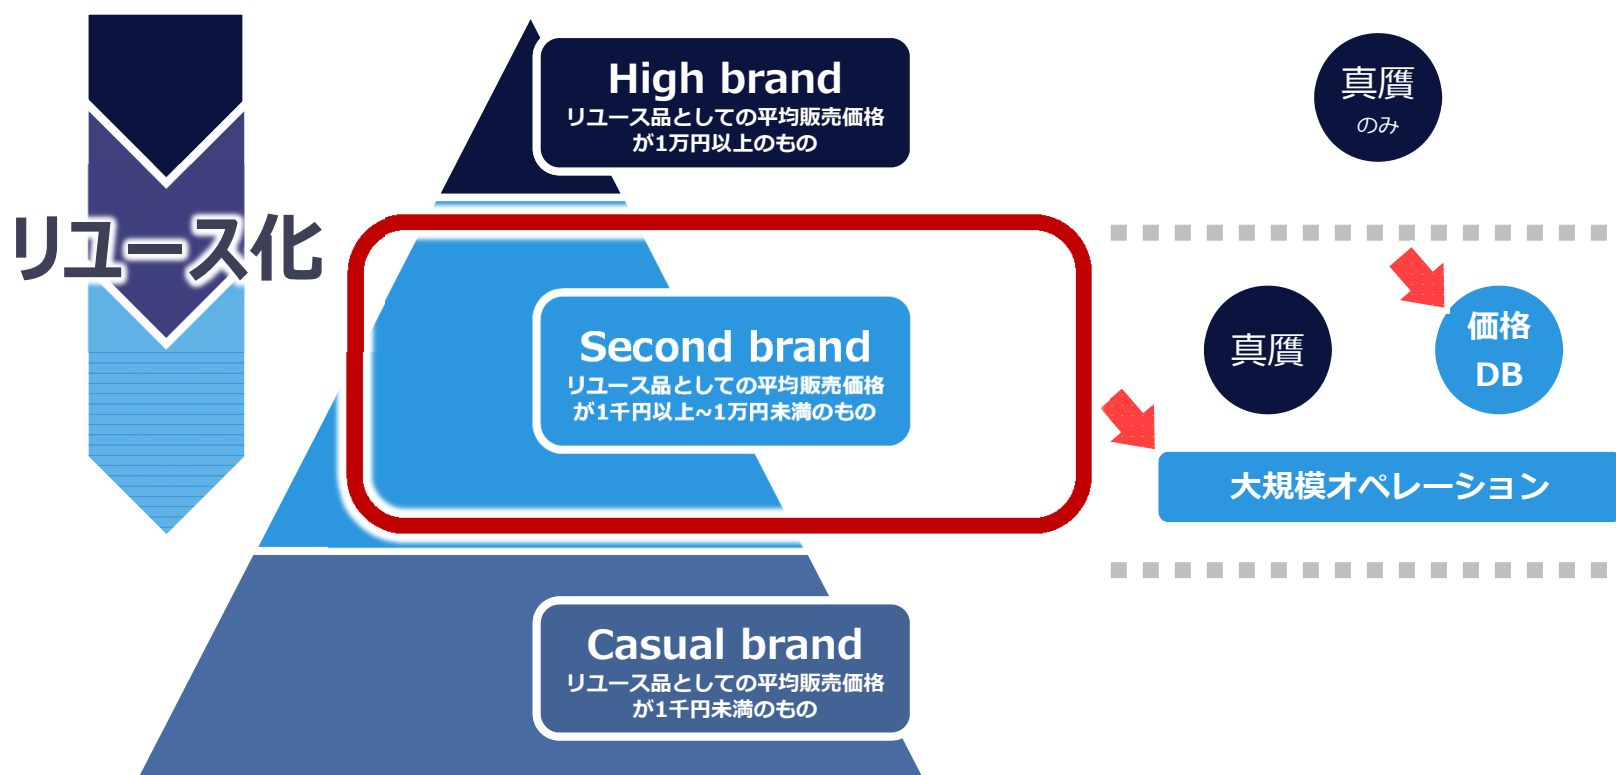 High brand
リユース品としての平均販売価格
が1万円以上のもの
真贋
のみ
リユース化
Second brand
リユース品としての平均販売価格
が1千円以上~1万円未満のもの
真贋
価格
DB
大規模オペレーション
Casual brand
リユース品としての平均販売価格
が1千円未満のもの